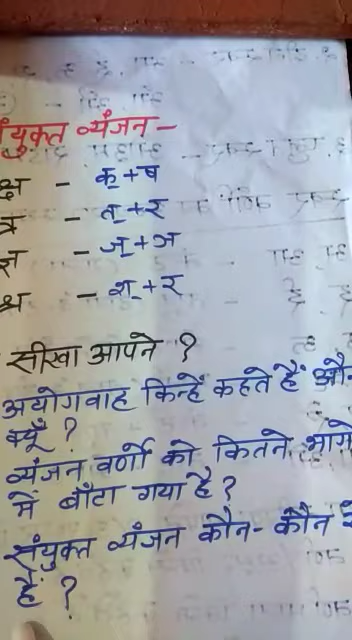 संयुक्त व्यंजन -
क्ष - क्+ष
त्र - त्+र
ज्ञ - ज्+ञ
श्र - श्+र
सीखा आपने ?
अयोगवाह किन्हें कहते हैं और
क्यूँ ?
व्यंजन वर्णो को कितने भागों
में बाँटा गया है ?
संयुक्त व्यंजन कौन-कौन से
हैं ?